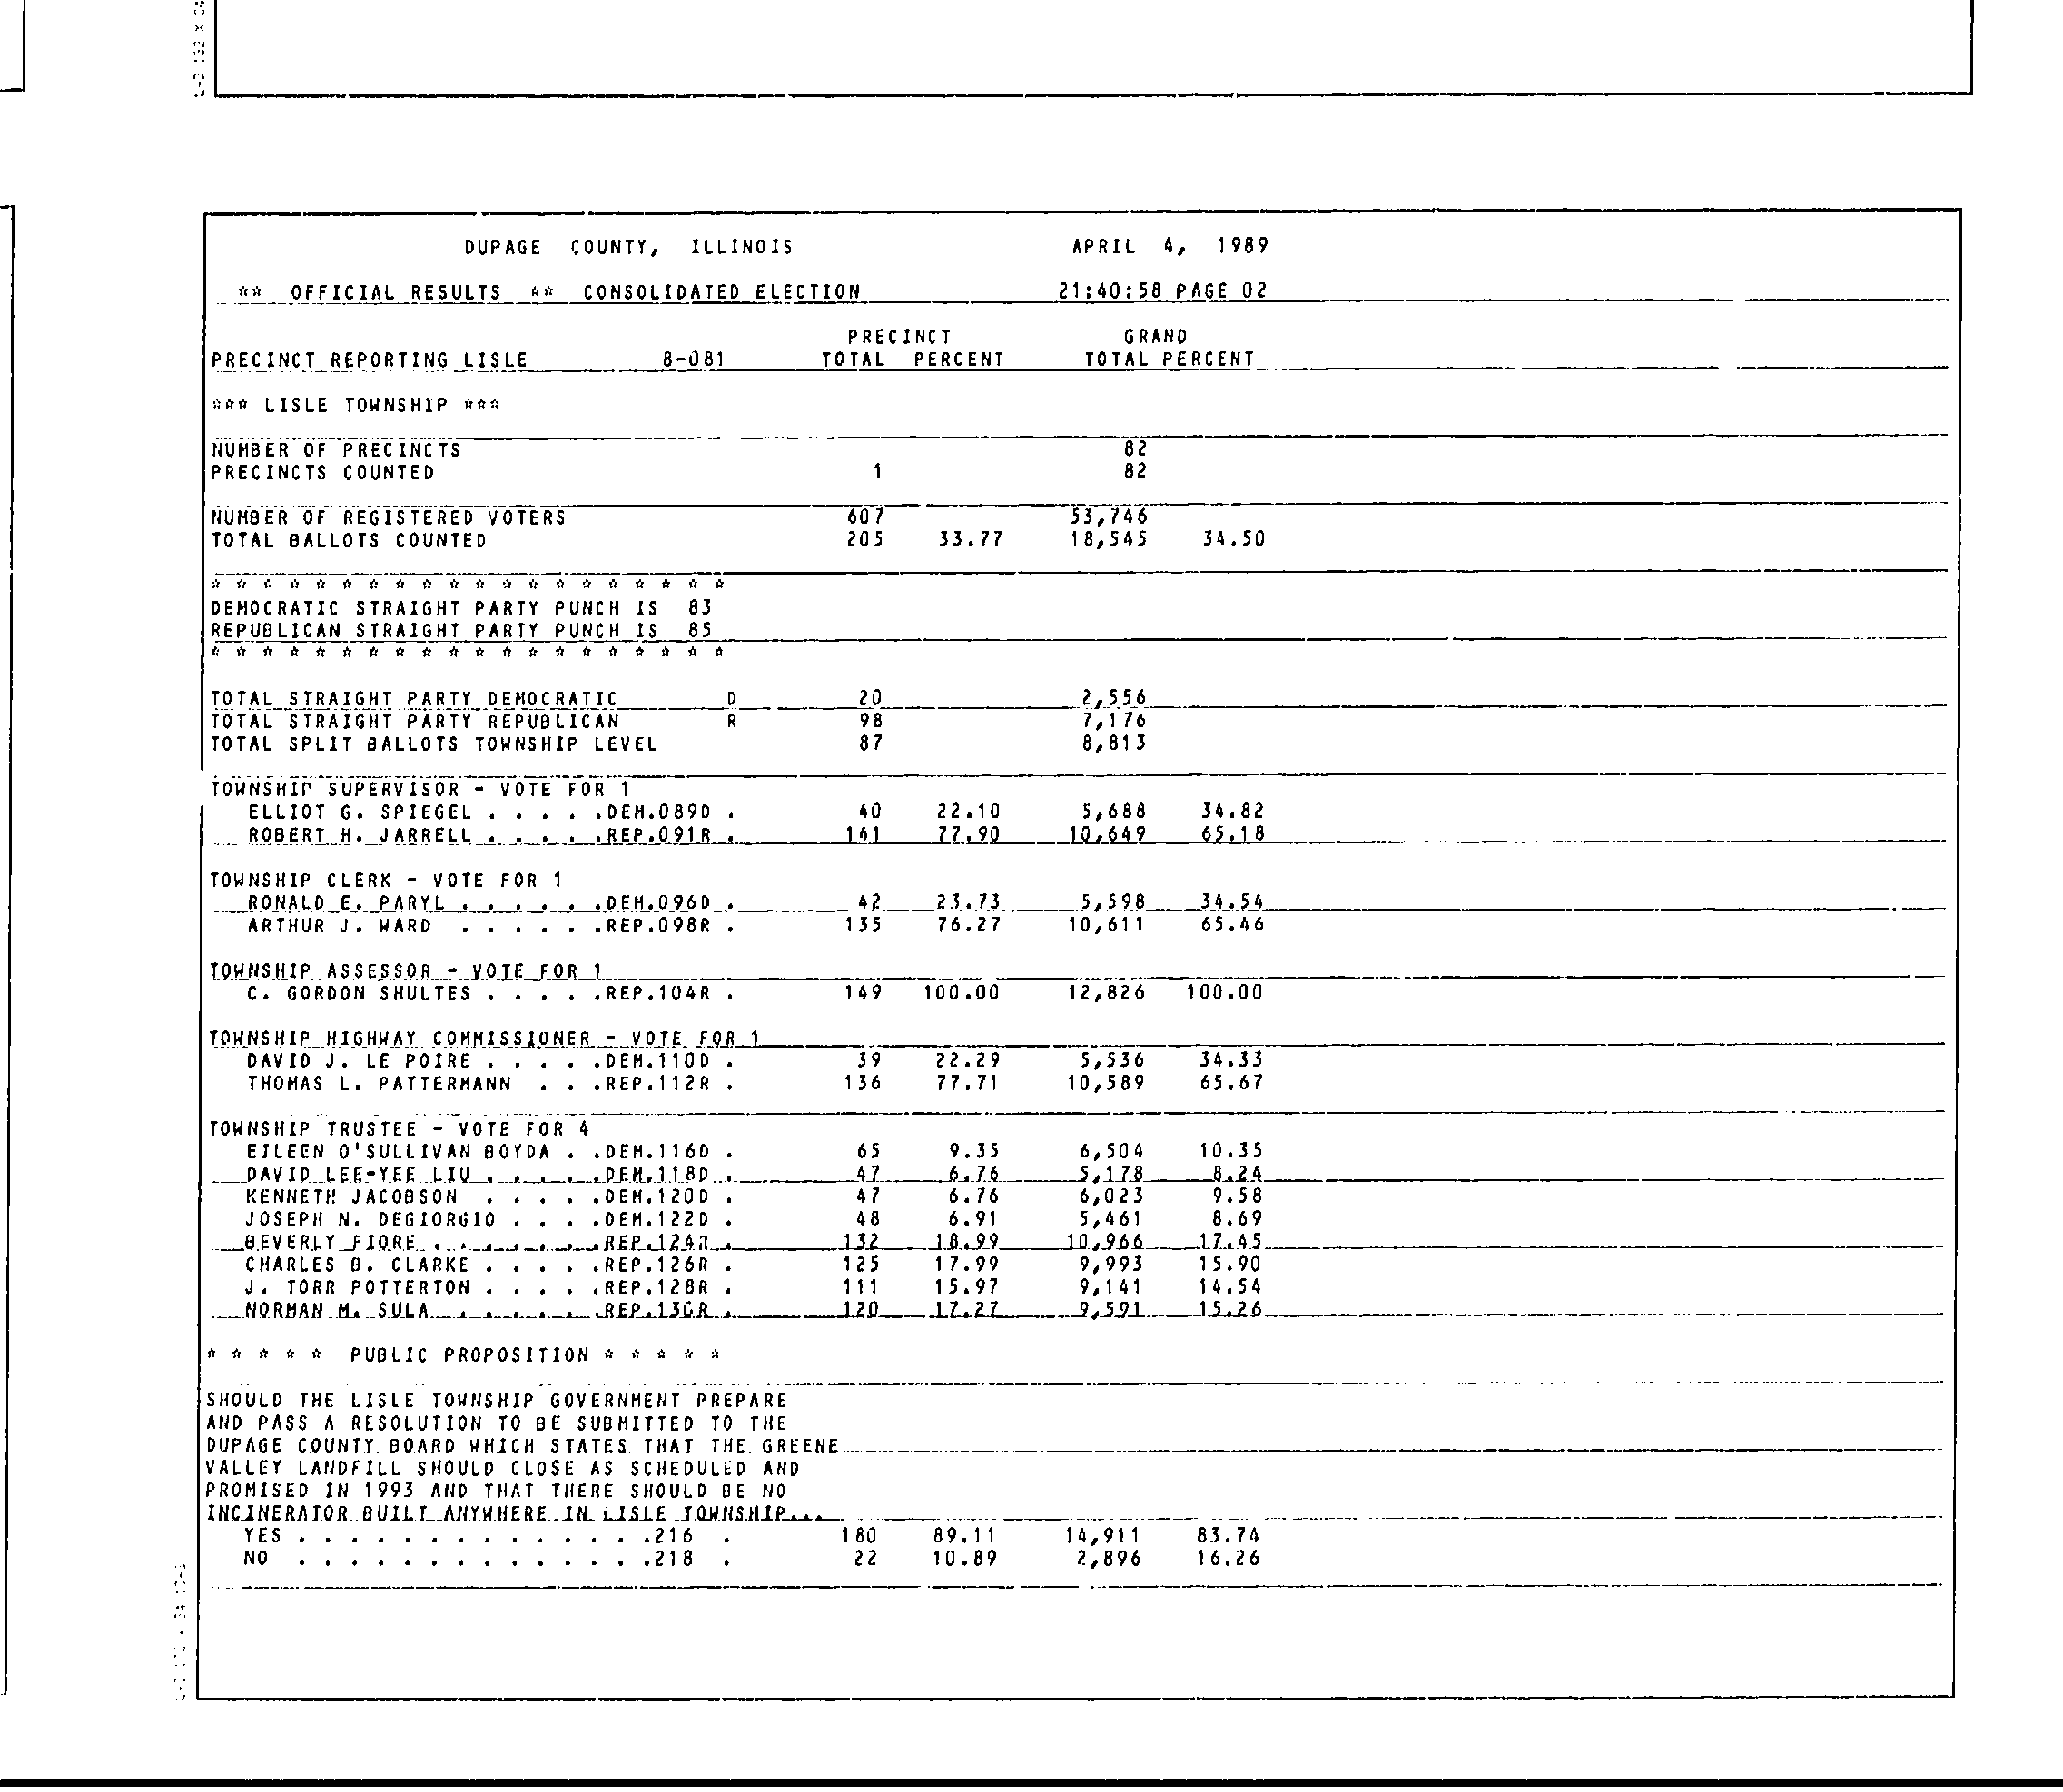 DUPAGE COUNTY, ILLINOIS APRIL 4, 1989
** OFFICIAL RESULTS ** CONSOLIDATED ELECTION 21:40:58 PAGE 02
PRECINCT GRAND
PRECINCT REPORTING LISLE 8-081 TOTAL PERCENT TOTAL PERCENT
*** LISLE TOWNSHIP ***
NUMBER OF PRECINCTS 82
PRECINCTS COUNTED 1 82
NUMBER OF REGISTERED VOTERS 607 53,746
TOTAL BALLOTS COUNTED 205 33.77 18,545 34.50
* * * * * * * * * * * * * * * * * * * *
DEMOCRATIC STRAIGHT PARTY PUNCH IS 83
REPUBLICAN STRAIGHT PARTY PUNCH IS 85
* * * * * * * * * * * * * * * * * * * *
TOTAL STRAIGHT PARTY DEMOCRATIC D 20 2,556
TOTAL STRAIGHT PARTY REPUBLICAN R 98 7,176
TOTAL SPLIT BALLOTS TOWNSHIP LEVEL 87 8,813
TOWNSHIP SUPERVISOR - VOTE FOR 1
ELLIOT G. SPIEGEL . . . . .DEM.089D . 40 22.10 5,688 34.82
ROBERT H. JARRELL . . . . .REP.091R . 141 77.90 10,649 65.18
TOWNSHIP CLERK - VOTE FOR 1
RONALD E. PARYL . . . . . .DEM.096D . 42 23.73 5,598 34.54
ARTHUR J. WARD . . . . . .REP.098R . 135 76.27 10,611 65.46
TOWNSHIP ASSESSOR - VOTE FOR 1
C. GORDON SHULTES . . . . .REP.104R . 149 100.00 12,826 100.00
TOWNSHIP HIGHWAY COMMISSIONER - VOTE FOR 1
DAVID J. LE POIRE . . . . .DEM.110D . 39 22.29 5,536 34.33
THOMAS L. PATTERMANN . . .REP.112R . 136 77.71 10,589 65.67
TOWNSHIP TRUSTEE - VOTE FOR 4
EILEEN O'SULLIVAN BOYDA . .DEM.116D . 65 9.35 6,504 10.35
DAVID LEE-YEE LIU . . . . .DEM.118D . 47 6.76 5,178 8.24
KENNETH JACOBSON . . . . .DEM.120D . 47 6.76 6,023 9.58
JOSEPH N. DEGIORGIO . . . .DEM.122D . 48 6.91 5,461 8.69
BEVERLY FIORE . . . . . . .REP.124R . 132 18.99 10,966 17.45
CHARLES B. CLARKE . . . . .REP.126R . 125 17.99 9,993 15.90
J. TORR POTTERTON . . . . .REP.128R . 111 15.97 9,141 14.54
NORMAN M. SULA . . . . . .REP.130R . 120 17.27 9,591 15.26
* * * * * PUBLIC PROPOSITION * * * * *
SHOULD THE LISLE TOWNSHIP GOVERNMENT PREPARE
AND PASS A RESOLUTION TO BE SUBMITTED TO THE
DUPAGE COUNTY BOARD WHICH STATES THAT THE GREENE
VALLEY LANDFILL SHOULD CLOSE AS SCHEDULED AND
PROMISED IN 1993 AND THAT THERE SHOULD BE NO
INCINERATOR BUILT ANYWHERE IN LISLE TOWNSHIP...
YES . . . . . . . . . . . . . .216 . 180 89.11 14,911 83.74
NO . . . . . . . . . . . . . .218 . 22 10.89 2,896 16.26